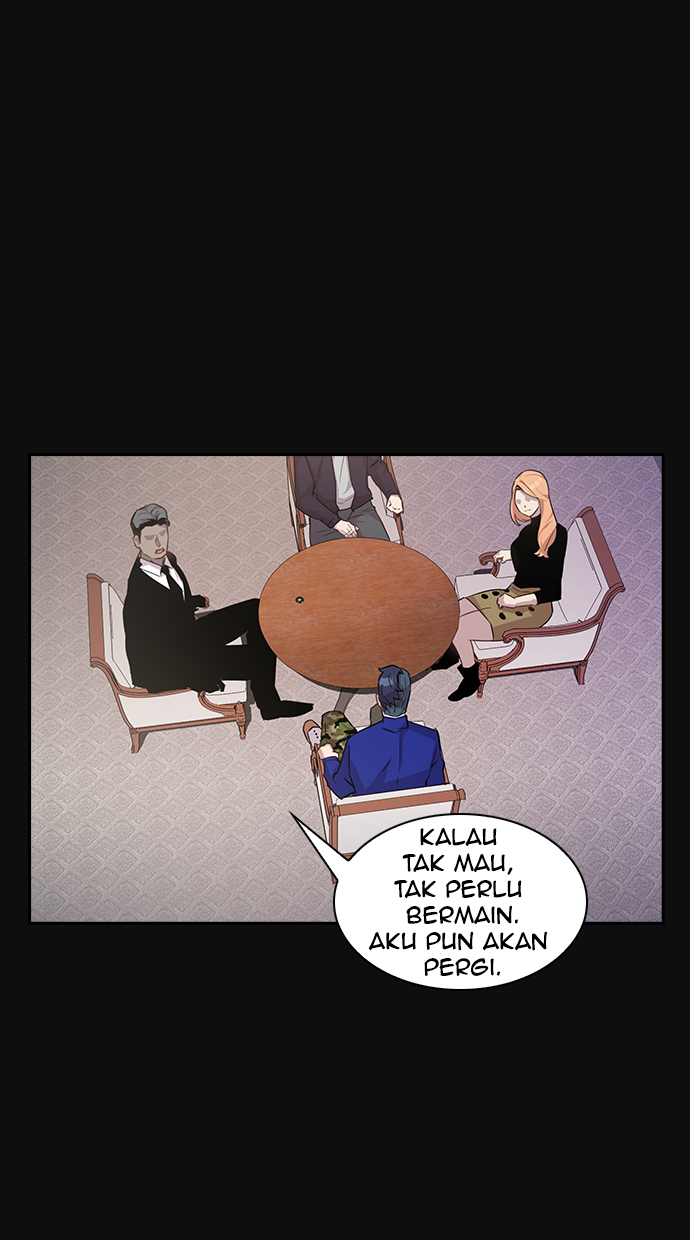 KALAU
TAK MAU,
TAK PERLU
BERMAIN.
AKU PUN AKAN
PERGI.